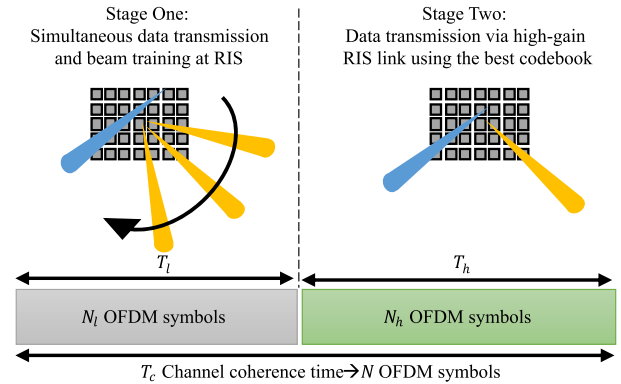 Stage One:
Simultaneous data transmission
and beam training at RIS
Stage Two:
Data transmission via high-gain
RIS link using the best codebook
T_l
T_h
N_l OFDM symbols
N_h OFDM symbols
T_c Channel coherence time→N OFDM symbols